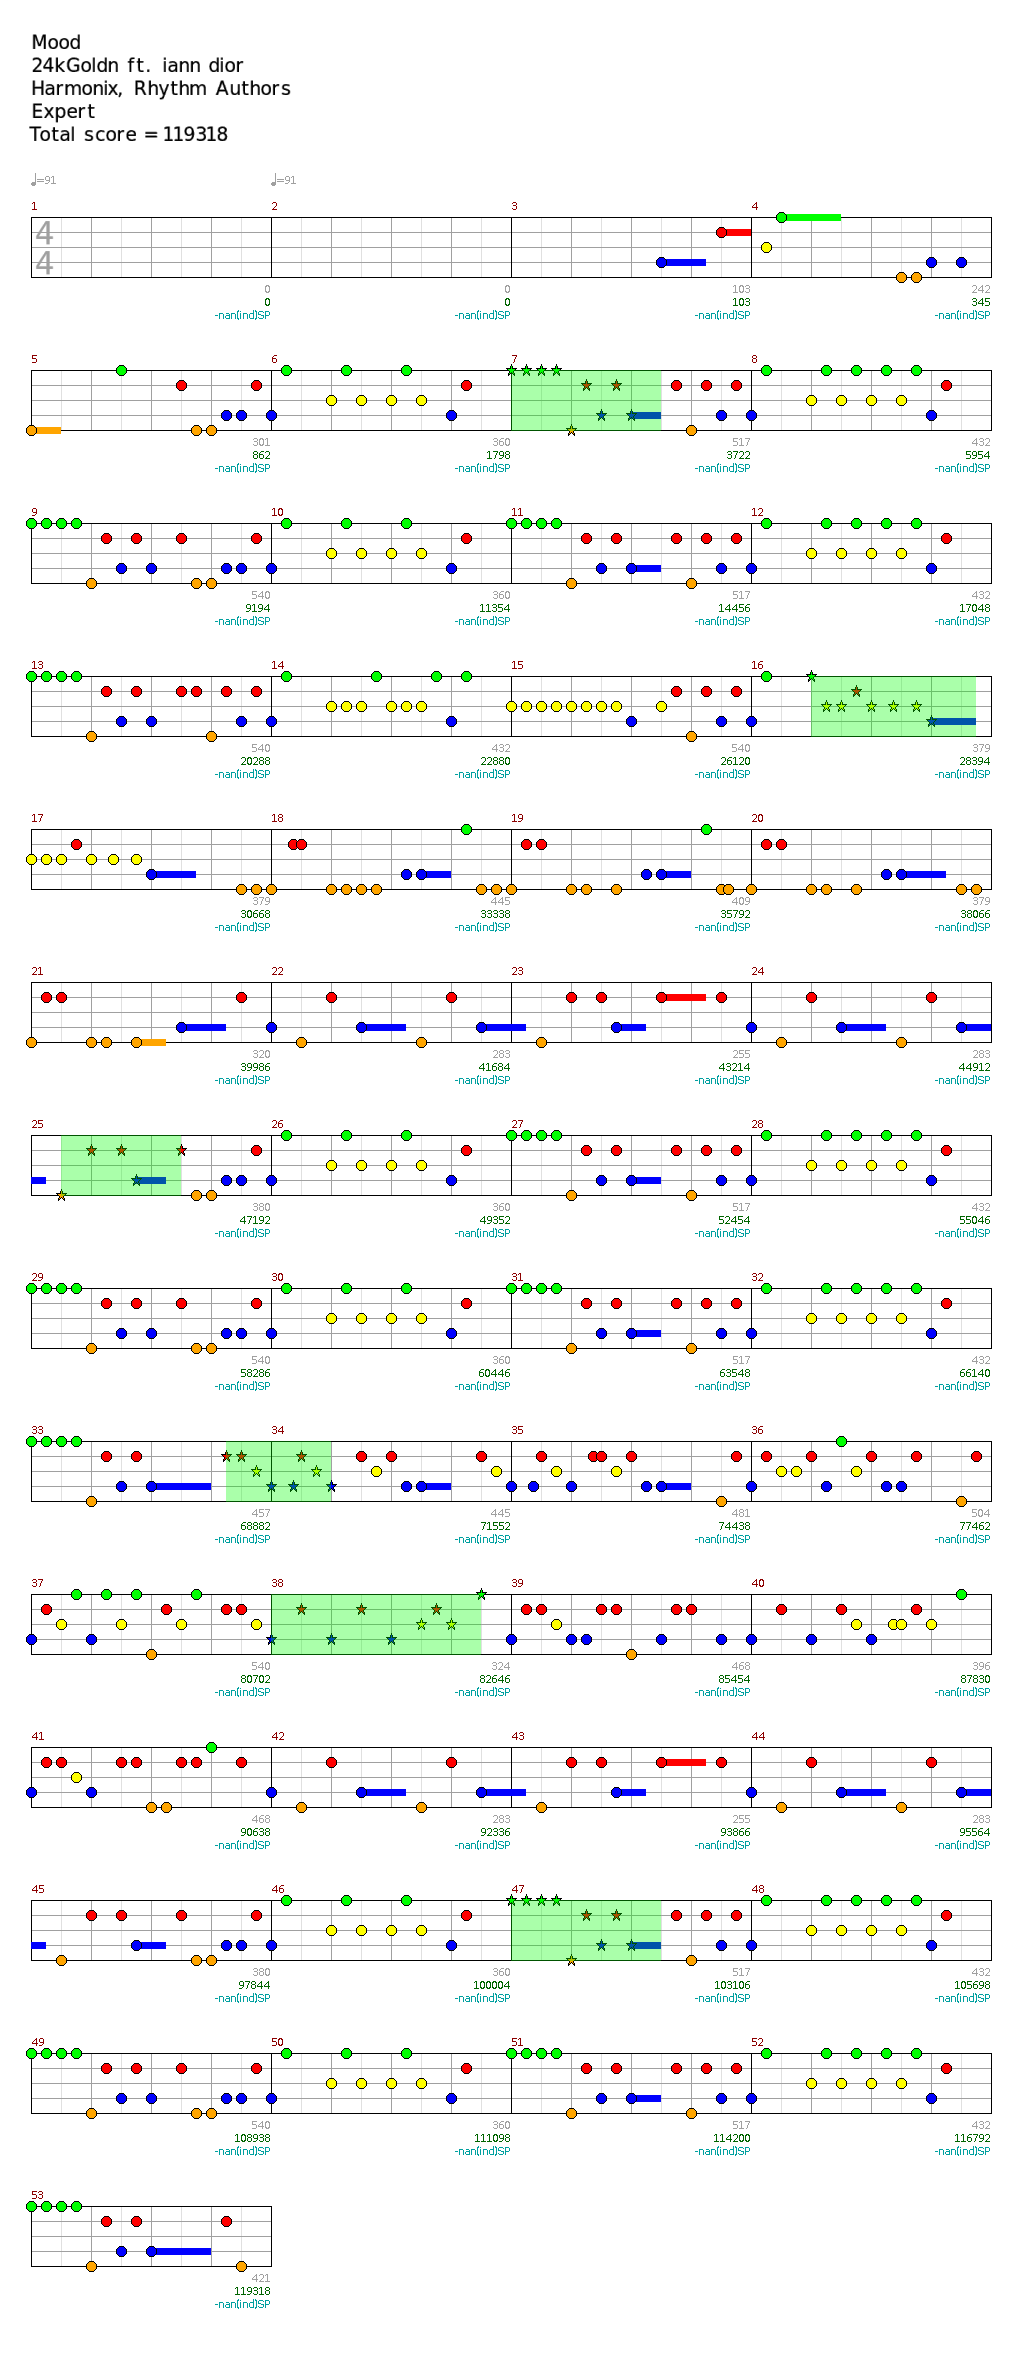 Mood
24kGoldn ft. iann dior
Harmonix, Rhythm Authors
Expert
Total score = 119318
♩=91 ♩=91
1 2 3 4
4
4
0 0 103 242
0 0 103 345
-nan(ind)SP -nan(ind)SP -nan(ind)SP -nan(ind)SP
5 6 7 8
301 360 517 432
862 1798 3722 5954
-nan(ind)SP -nan(ind)SP -nan(ind)SP -nan(ind)SP
9 10 11 12
540 360 517 432
9194 11354 14456 17048
-nan(ind)SP -nan(ind)SP -nan(ind)SP -nan(ind)SP
13 14 15 16
540 432 540 379
20288 22880 26120 28394
-nan(ind)SP -nan(ind)SP -nan(ind)SP -nan(ind)SP
17 18 19 20
379 445 409 379
30668 33338 35792 38066
-nan(ind)SP -nan(ind)SP -nan(ind)SP -nan(ind)SP
21 22 23 24
320 283 255 283
39986 41684 43214 44912
-nan(ind)SP -nan(ind)SP -nan(ind)SP -nan(ind)SP
25 26 27 28
380 360 517 432
47192 49352 52454 55046
-nan(ind)SP -nan(ind)SP -nan(ind)SP -nan(ind)SP
29 30 31 32
540 360 517 432
58286 60446 63548 66140
-nan(ind)SP -nan(ind)SP -nan(ind)SP -nan(ind)SP
33 34 35 36
457 445 481 504
68882 71552 74438 77462
-nan(ind)SP -nan(ind)SP -nan(ind)SP -nan(ind)SP
37 38 39 40
540 324 468 396
80702 82646 85454 87830
-nan(ind)SP -nan(ind)SP -nan(ind)SP -nan(ind)SP
41 42 43 44
468 283 255 283
90638 92336 93866 95564
-nan(ind)SP -nan(ind)SP -nan(ind)SP -nan(ind)SP
45 46 47 48
380 360 517 432
97844 100004 103106 105698
-nan(ind)SP -nan(ind)SP -nan(ind)SP -nan(ind)SP
49 50 51 52
540 360 517 432
108938 111098 114200 116792
-nan(ind)SP -nan(ind)SP -nan(ind)SP -nan(ind)SP
53
421
119318
-nan(ind)SP